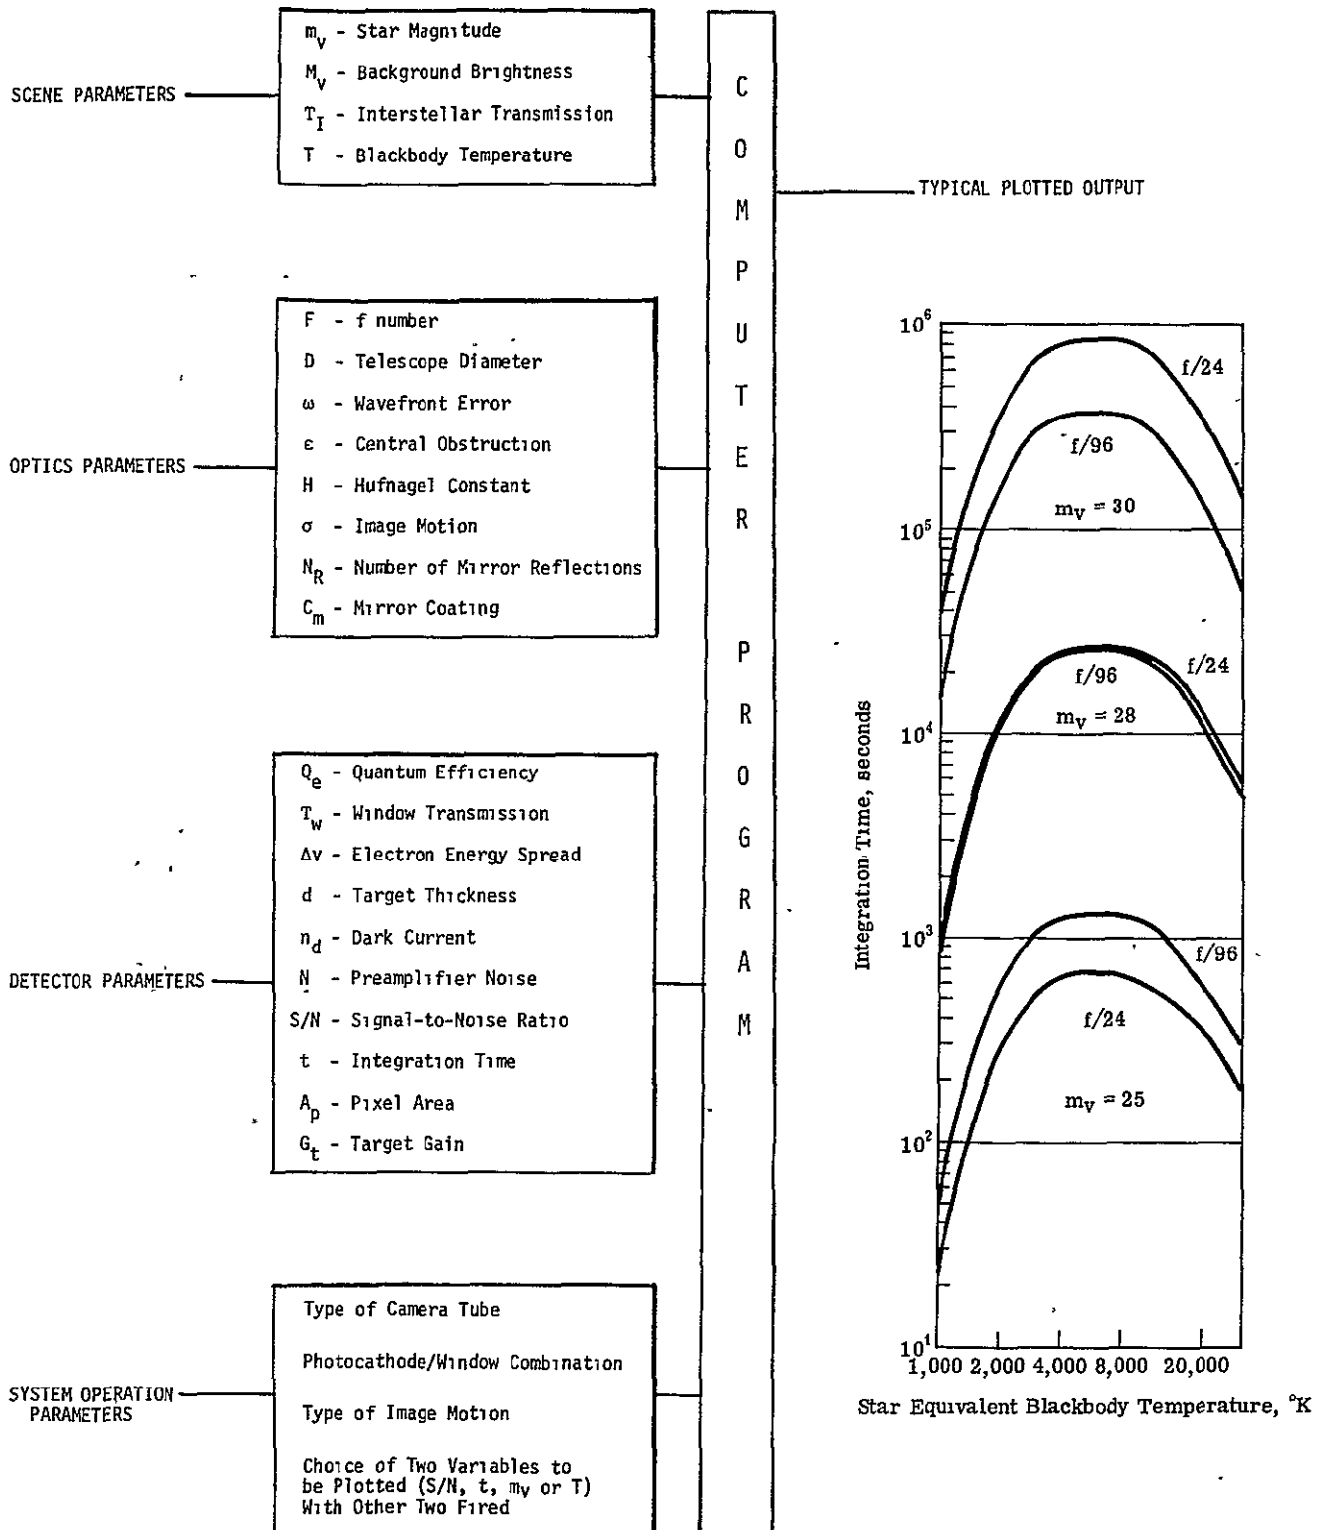 SCENE PARAMETERS
m_v - Star Magnitude
M_v - Background Brightness
T_I - Interstellar Transmission
T - Blackbody Temperature
OPTICS PARAMETERS
F - f number
D - Telescope Diameter
ω - Wavefront Error
ε - Central Obstruction
H - Hufnagel Constant
σ - Image Motion
N_R - Number of Mirror Reflections
C_m - Mirror Coating
DETECTOR PARAMETERS
Q_e - Quantum Efficiency
T_w - Window Transmission
Δv - Electron Energy Spread
d - Target Thickness
n_d - Dark Current
N - Preamplifier Noise
S/N - Signal-to-Noise Ratio
t - Integration Time
A_p - Pixel Area
G_t - Target Gain
SYSTEM OPERATION
PARAMETERS
Type of Camera Tube
Photocathode/Window Combination
Type of Image Motion
Choice of Two Variables to
be Plotted (S/N, t, m_v or T)
With Other Two Fired
COMPUTER PROGRAM
TYPICAL PLOTTED OUTPUT
Integration Time, seconds
10^6
10^5
10^4
10^3
10^2
10^1
f/24
f/96
m_v = 30
f/24
f/96
m_v = 28
f/96
f/24
m_v = 25
1,000 2,000 4,000 8,000 20,000
Star Equivalent Blackbody Temperature, °K